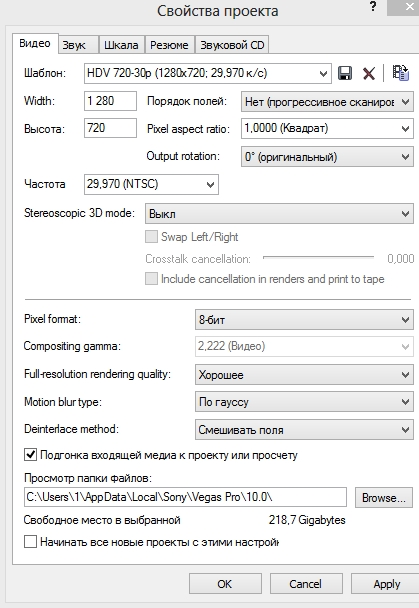 Свойства проекта
?
Видео Звук Шкала Резюме Звуковой CD
Шаблон: HDV 720-30p (1280x720; 29,970 к/с)
Width: 1 280 Порядок полей: Нет (прогрессивное сканиров
Высота: 720 Pixel aspect ratio: 1,0000 (Квадрат)
Output rotation: 0° (оригинальный)
Частота 29,970 (NTSC)
Stereoscopic 3D mode: Выкл
Swap Left/Right
Crosstalk cancellation: 0,000
Include cancellation in renders and print to tape
Pixel format: 8-бит
Compositing gamma: 2,222 (Видео)
Full-resolution rendering quality: Хорошее
Motion blur type: По гауссу
Deinterlace method: Смешивать поля
Подгонка входящей медиа к проекту или просчету
Просмотр папки файлов:
C:\Users\1\AppData\Local\Sony\Vegas Pro\10.0\ Browse...
Свободное место в выбранной 218,7 Gigabytes
Начинать все новые проекты с этими настройк
OK Cancel Apply